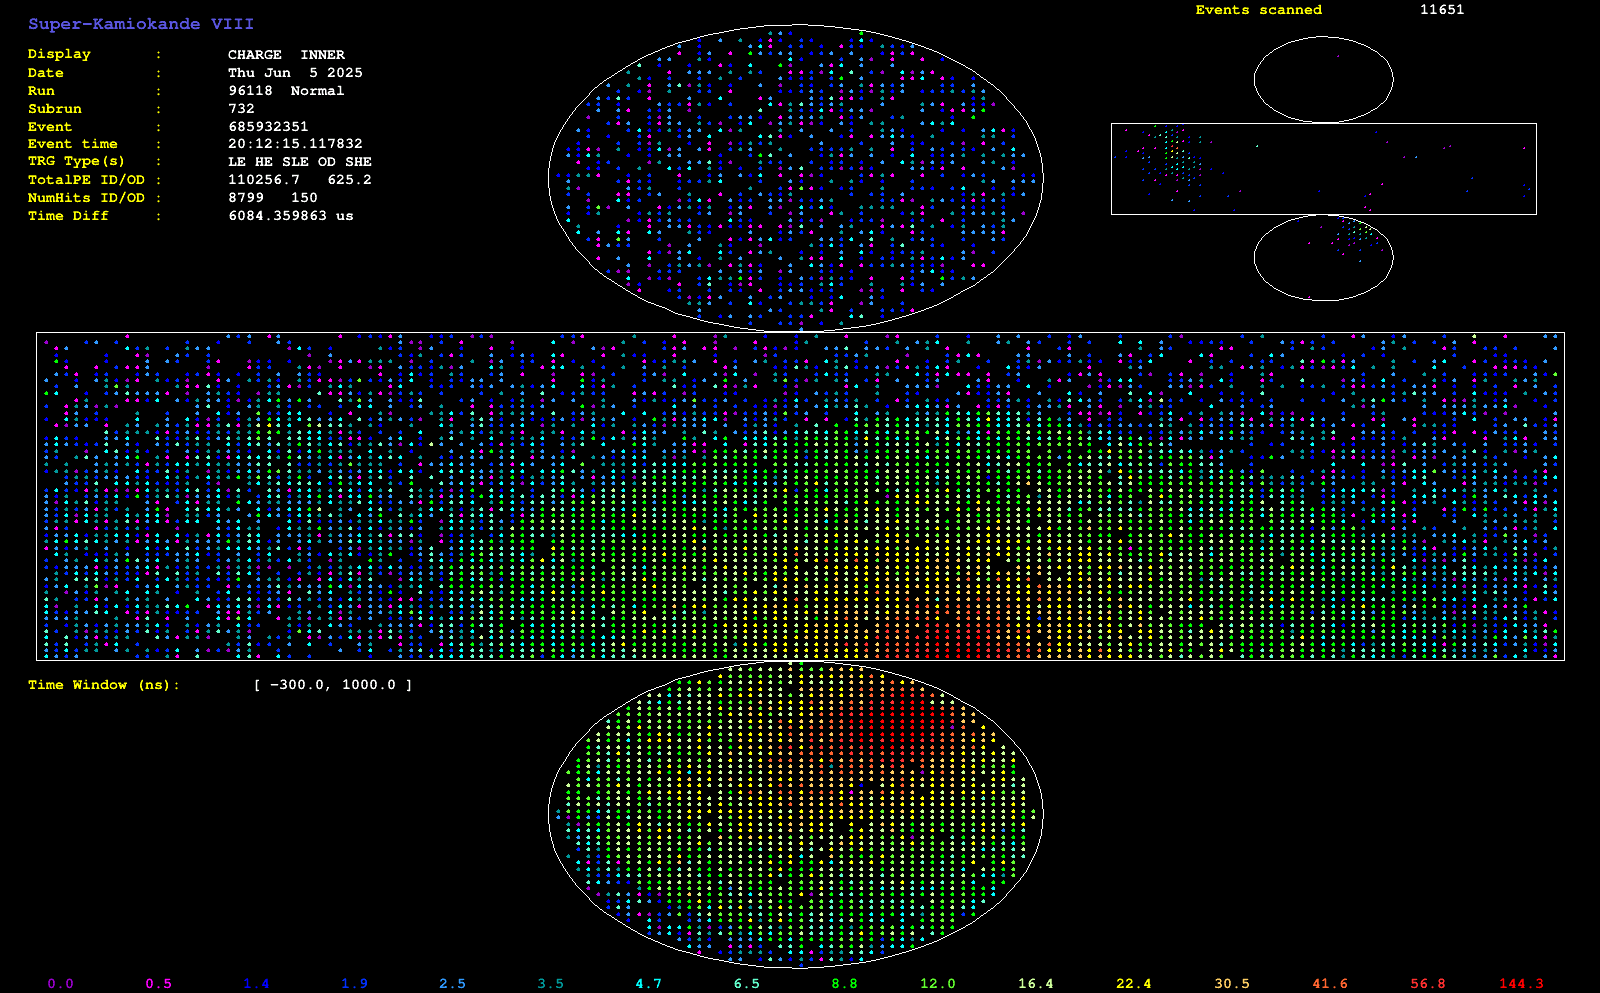 Super-Kamiokande VIII
Display : CHARGE INNER
Date : Thu Jun 5 2025
Run : 96118 Normal
Subrun : 732
Event : 685932351
Event time : 20:12:15.117832
TRG Type(s) : LE HE SLE OD SHE
TotalPE ID/OD : 110256.7 625.2
NumHits ID/OD : 8799 150
Time Diff : 6084.359863 us
Events scanned 11651
Time Window (ns): [ -300.0, 1000.0 ]
0.0 0.5 1.4 1.9 2.5 3.5 4.7 6.5 8.8 12.0 16.4 22.4 30.5 41.6 56.8 144.3